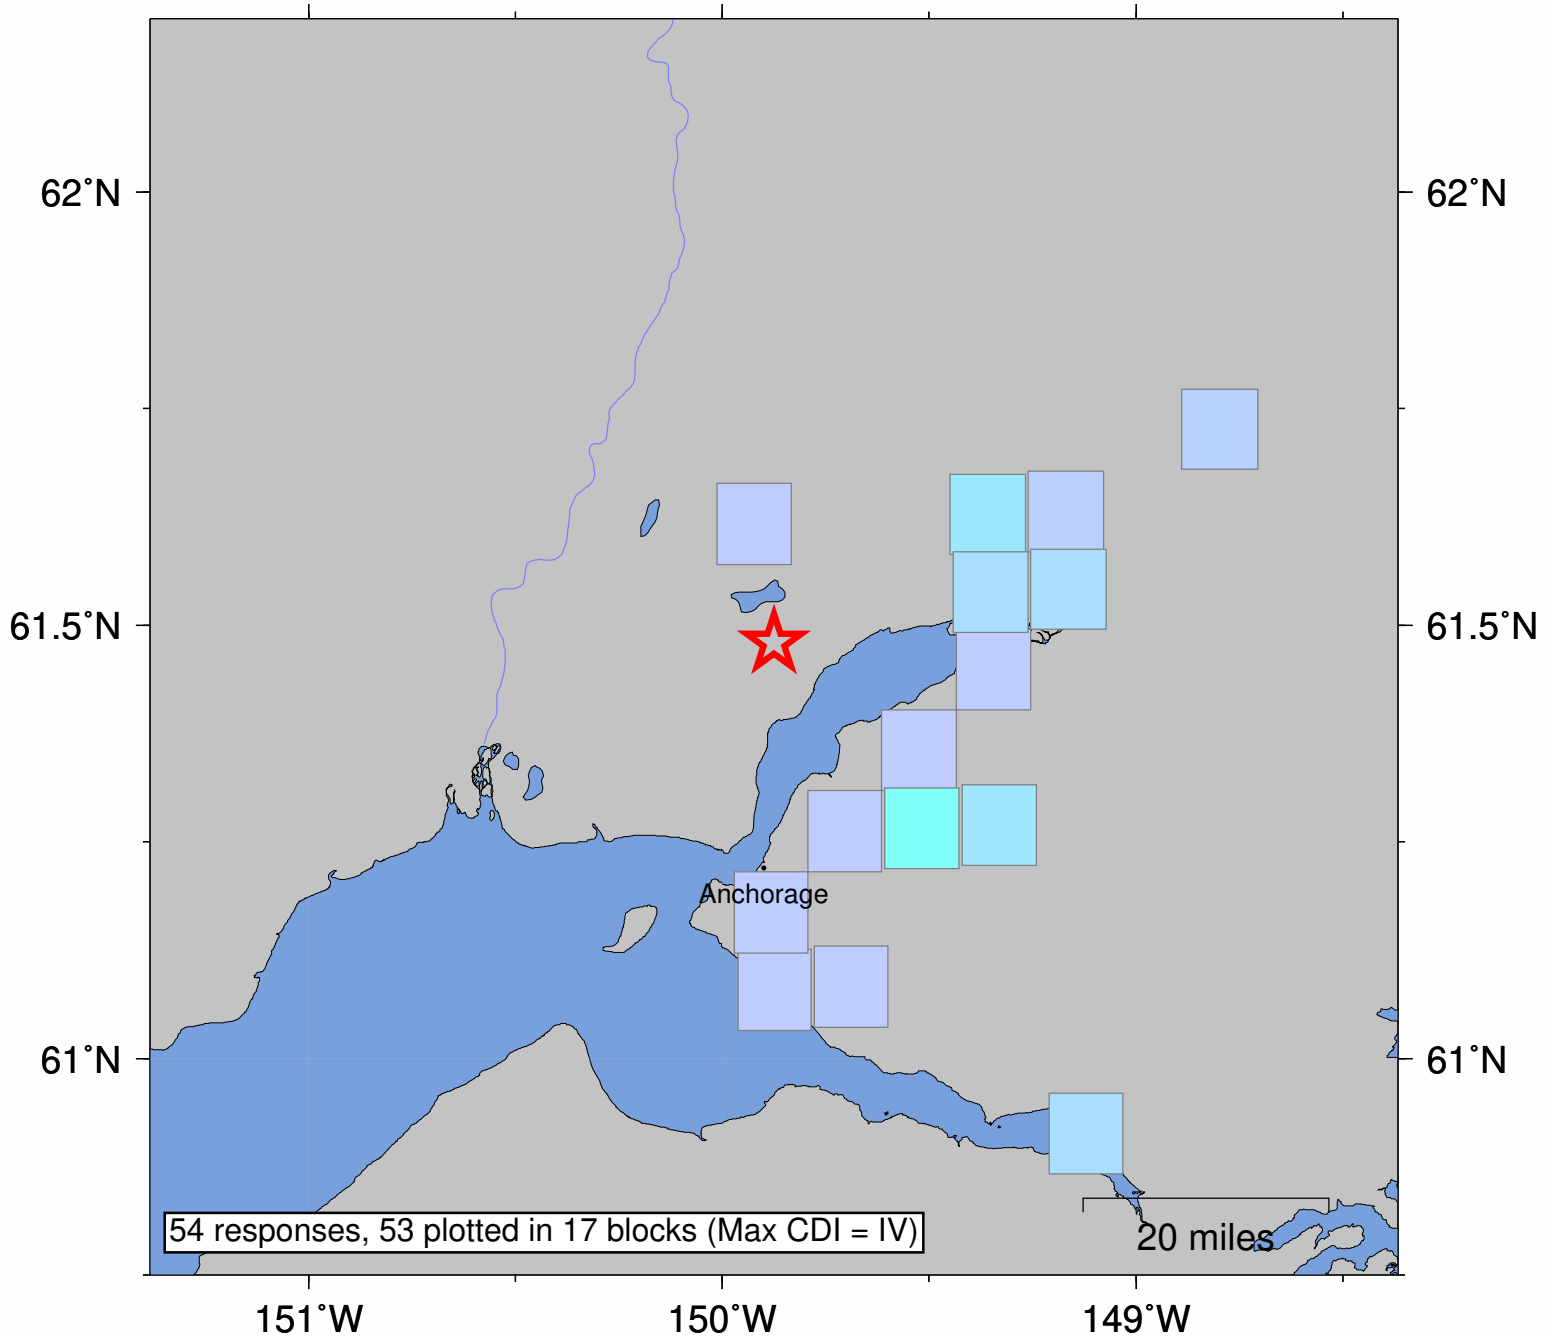 62°N 62°N
61.5°N 61.5°N
Anchorage
61°N 61°N
54 responses, 53 plotted in 17 blocks (Max CDI = IV)
20 miles
151°W 150°W 149°W